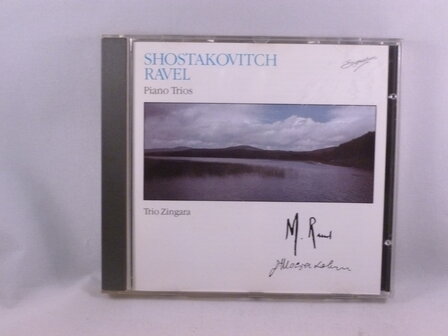 SHOSTAKOVITCH
RAVEL
Piano Trios
Trio Zingara
M. Ravel